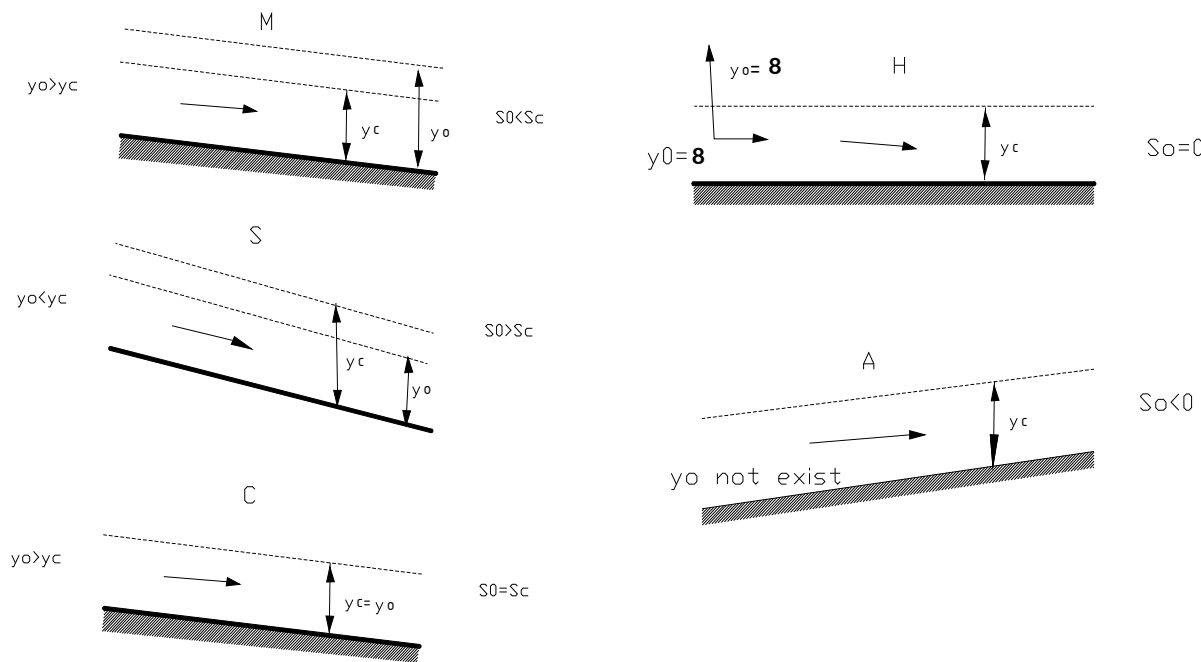 M
yo>yc
yc
yo
S0<Sc
S
yo<yc
yc
yo
S0>Sc
C
yo>yc
yc=yo
S0=Sc
H
yo= 8
yc
y0=8
So=0
A
yc
So<0
yo not exist